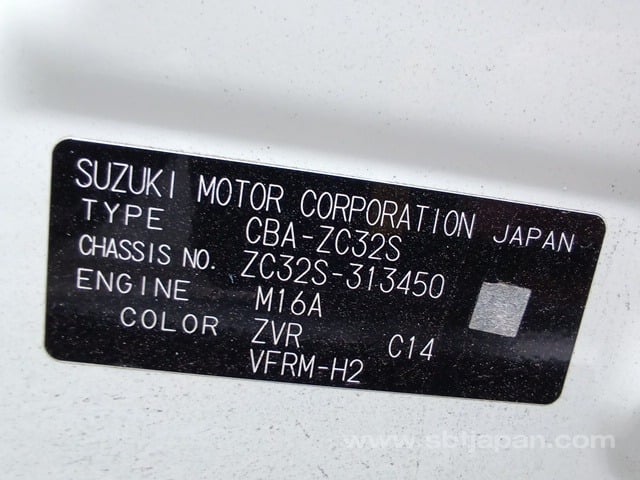 SUZUKI MOTOR CORPORATION JAPAN
TYPE CBA-ZC32S
CHASSIS NO. ZC32S-313450
ENGINE M16A
COLOR ZVR C14
VFRM-H2
www.sbtjapan.com